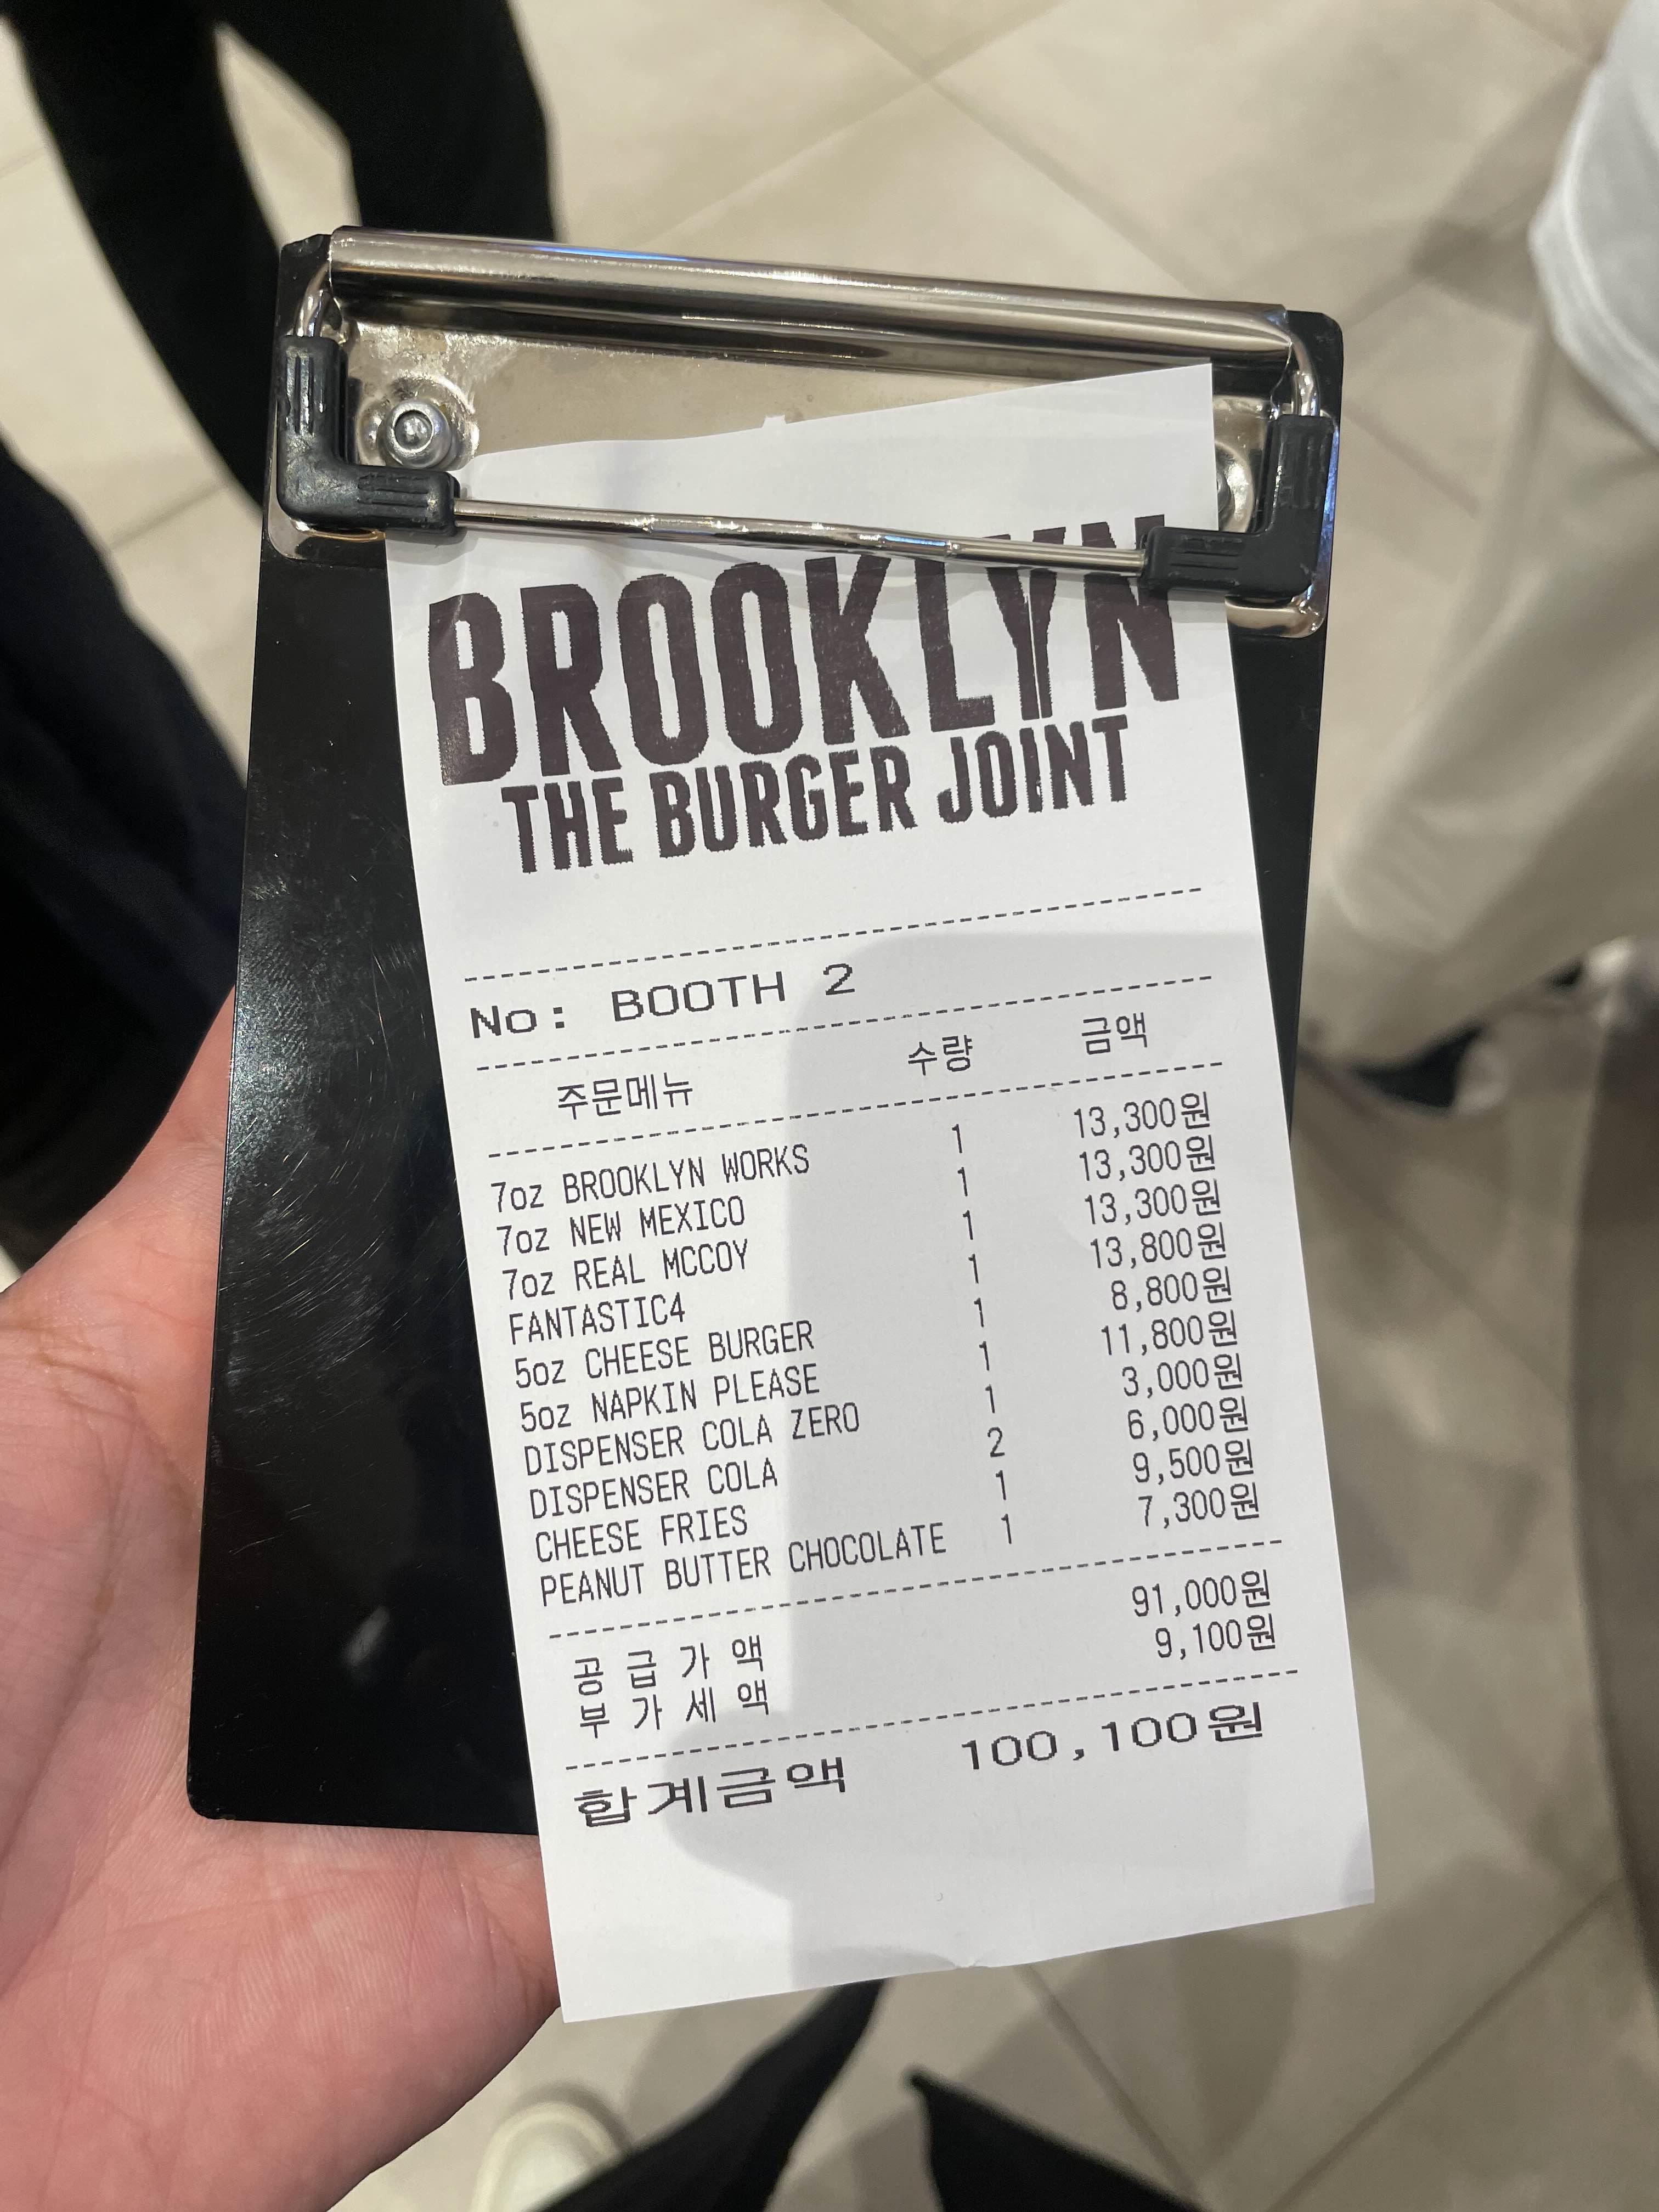 BROOKLYN
THE BURGER JOINT
No: BOOTH 2
주문메뉴 수량 금액
7oz BROOKLYN WORKS 1 13,300원
7oz NEW MEXICO 1 13,300원
7oz REAL MCCOY 1 13,300원
FANTASTIC4 1 13,800원
5oz CHEESE BURGER 1 8,800원
5oz NAPKIN PLEASE 1 11,800원
DISPENSER COLA ZERO 1 3,000원
DISPENSER COLA 2 6,000원
CHEESE FRIES 1 9,500원
PEANUT BUTTER CHOCOLATE 1 7,300원
공 급 가 액 91,000원
부 가 세 액 9,100원
합계금액 100,100원